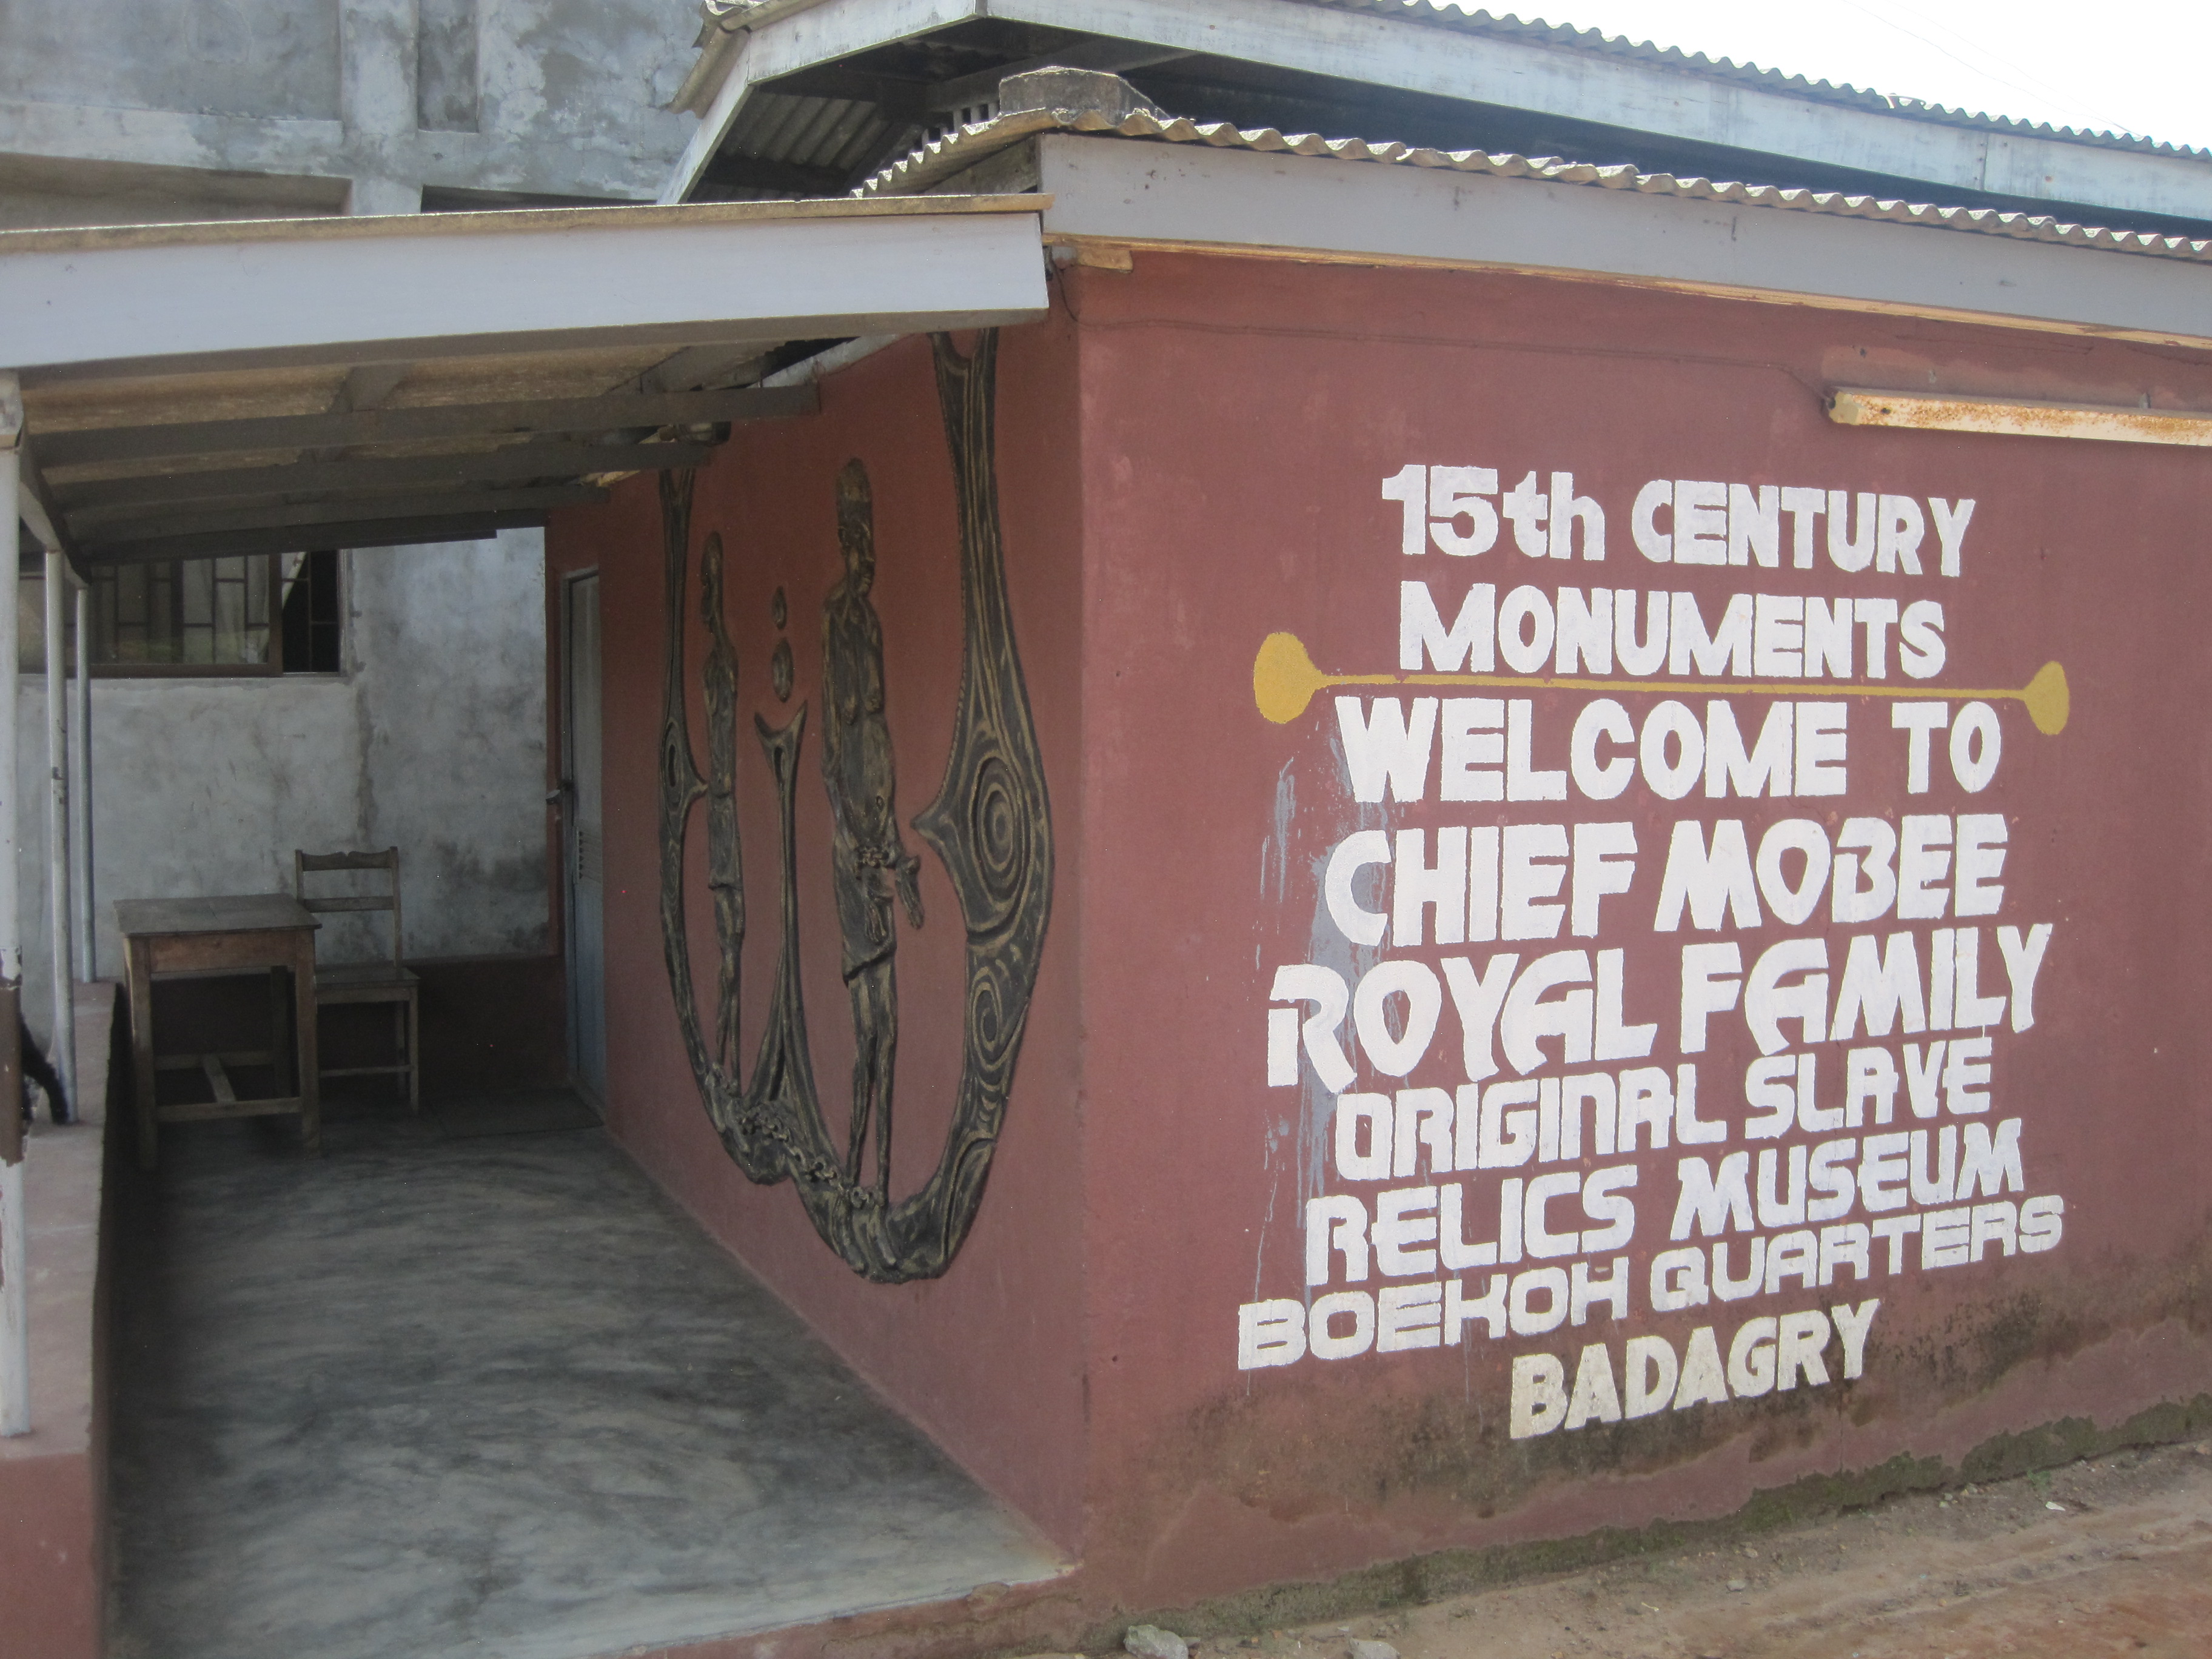 15th CENTURY
MONUMENTS
WELCOME TO
CHIEF MOBEE
ROYAL FAMILY
ORIGINAL SLAVE
RELICS MUSEUM
BOEKOH QUARTERS
BADAGRY